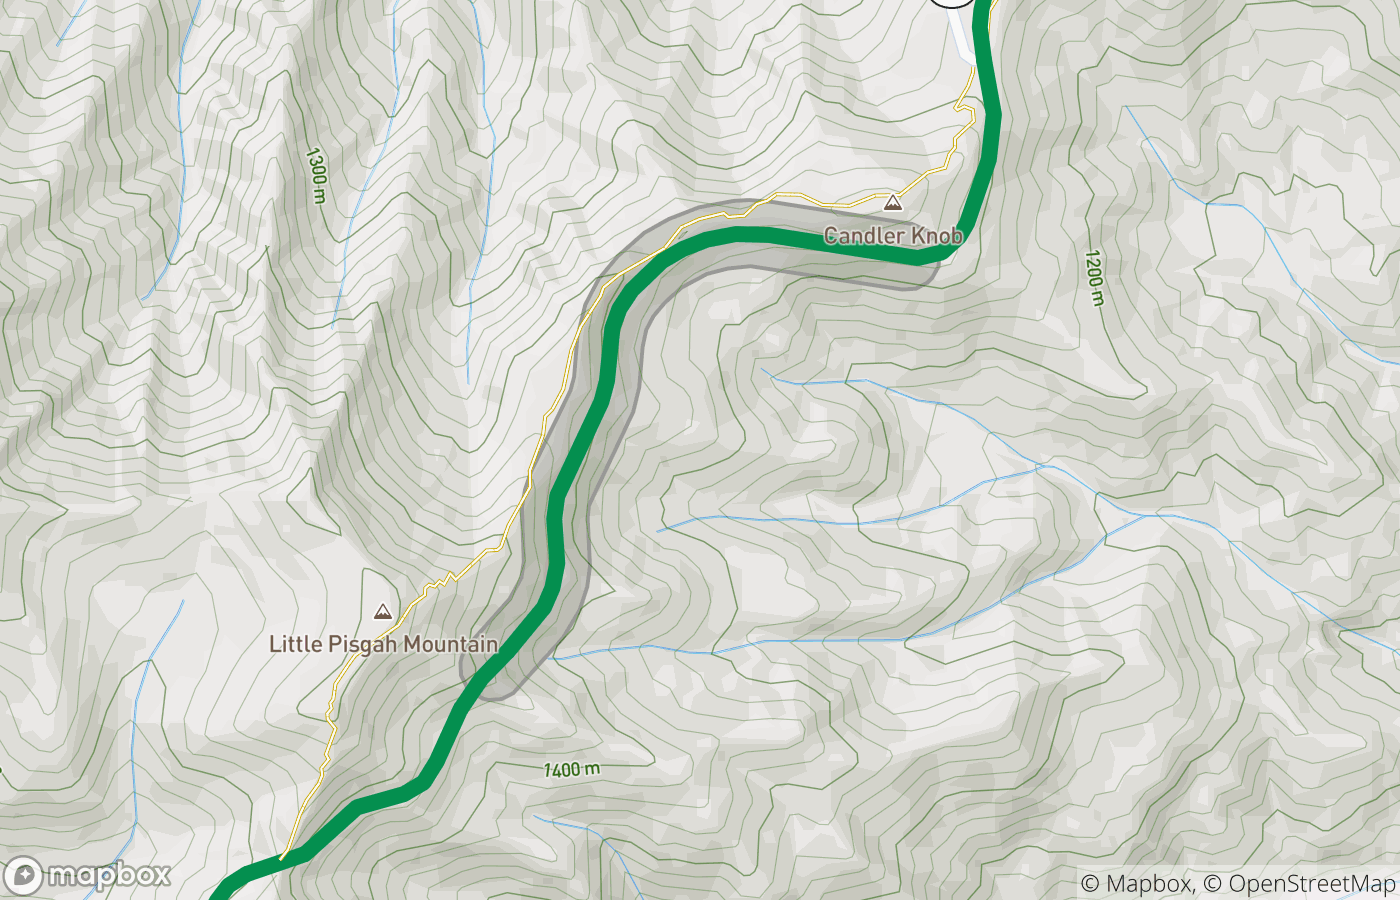 1300 m
Candler Knob
1200 m
Little Pisgah Mountain
1400 m
mapbox
© Mapbox, © OpenStreetMap